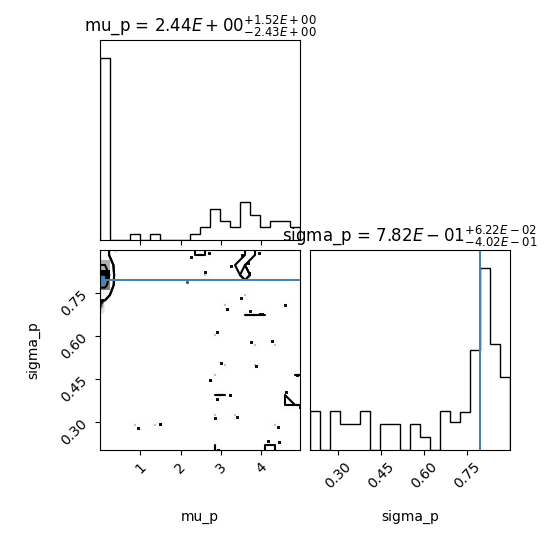 mu_p = 2.44E + 00+1.52E + 00
−2.43E + 00
sigma_p = 7.82E − 01+6.22E − 02
−4.02E − 01
sigma_p
0.75
0.60
0.45
0.30
1 2 3 4
0.30 0.45 0.60 0.75
mu_p
sigma_p